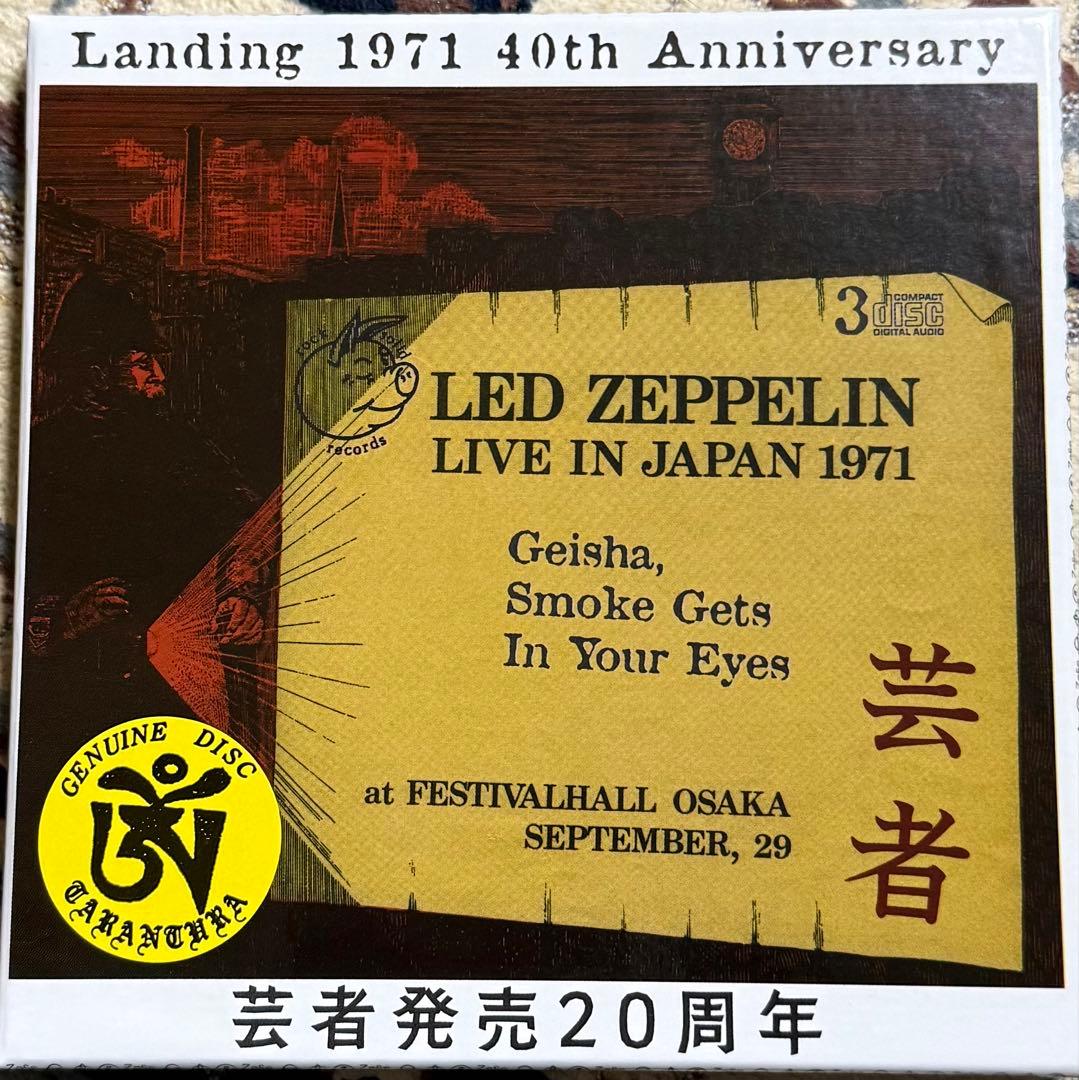 Landing 1971 40th Anniversary
3 COMPACT
disc
DIGITAL AUDIO
rock solid
records
LED ZEPPELIN
LIVE IN JAPAN 1971
Geisha,
Smoke Gets
In Your Eyes
芸者
at FESTIVALHALL OSAKA
SEPTEMBER, 29
GENUINE DISC
TARANTURA
芸者発売20周年